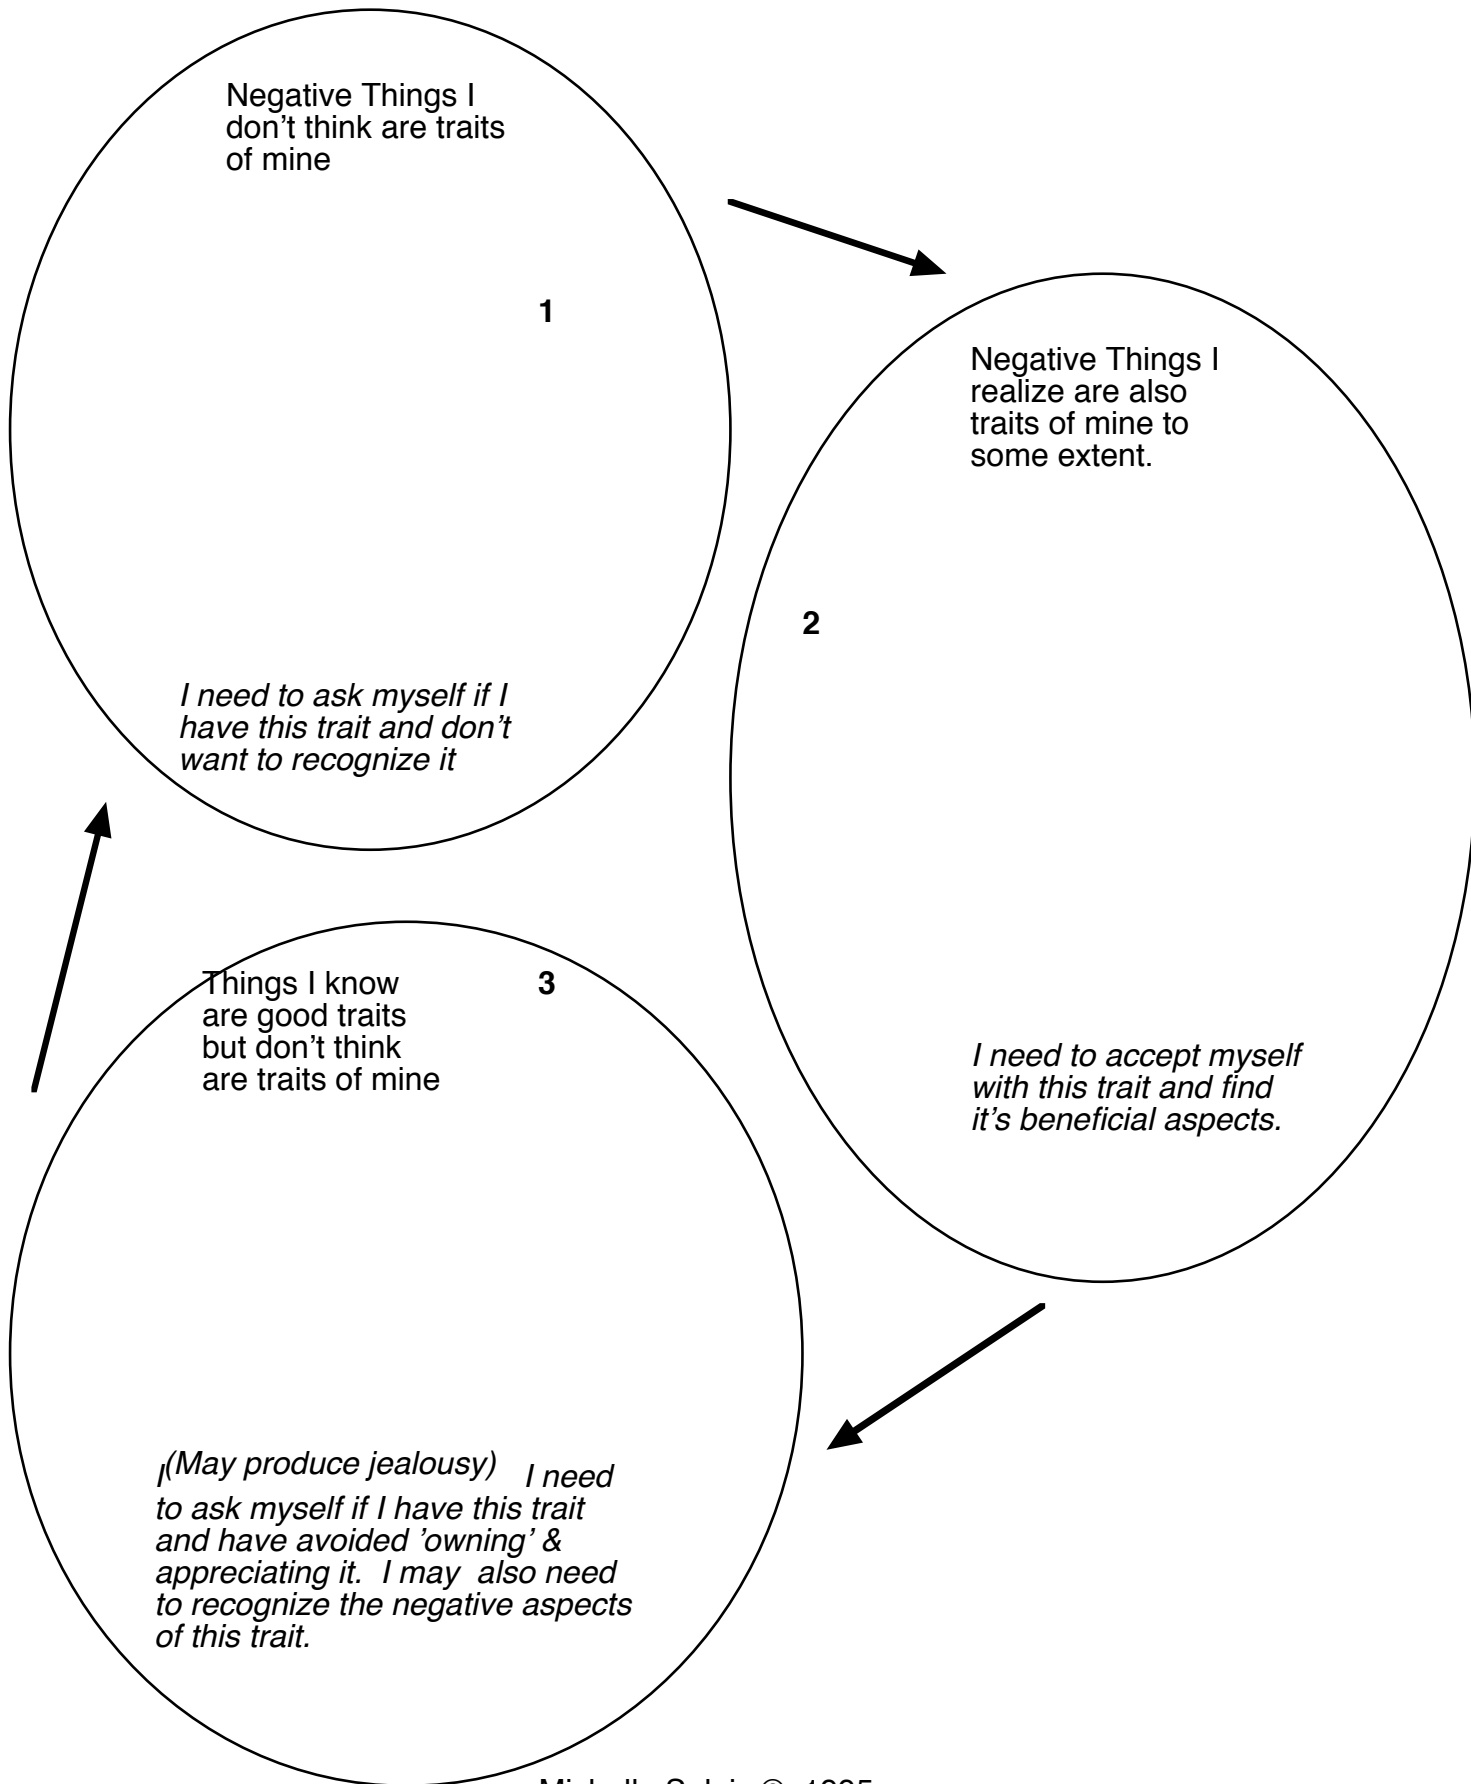 Negative Things I
don't think are traits
of mine
1
I need to ask myself if I
have this trait and don't
want to recognize it
Negative Things I
realize are also
traits of mine to
some extent.
2
I need to accept myself
with this trait and find
it's beneficial aspects.
Things I know
are good traits
but don't think
are traits of mine
3
I(May produce jealousy) I need
to ask myself if I have this trait
and have avoided 'owning' &
appreciating it. I may also need
to recognize the negative aspects
of this trait.
© 1995